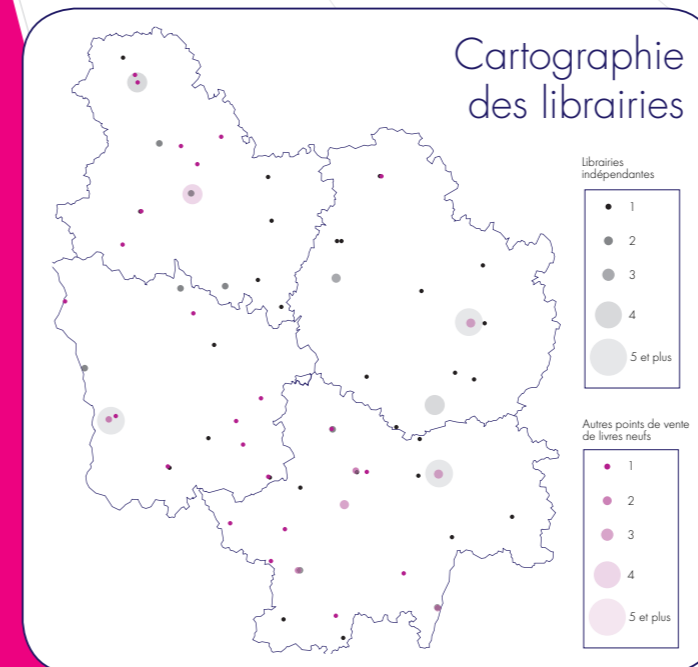 Cartographie
des librairies
Librairies
indépendantes
1
2
3
4
5 et plus
Autres points de vente
de livres neufs
1
2
3
4
5 et plus